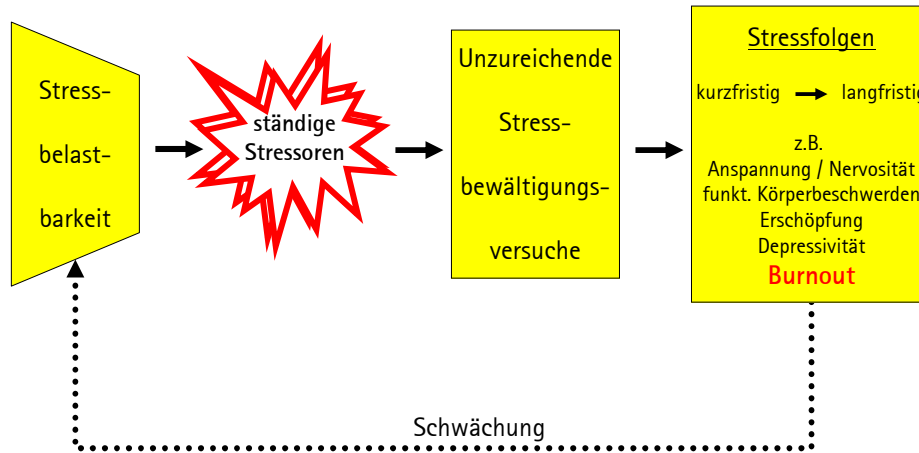 Stress-
belast-
barkeit
ständige
Stressoren
Unzureichende
Stress-
bewältigungs-
versuche
Stressfolgen
kurzfristig langfristig
z.B.
Anspannung / Nervosität
funkt. Körperbeschwerden
Erschöpfung
Depressivität
Burnout
Schwächung